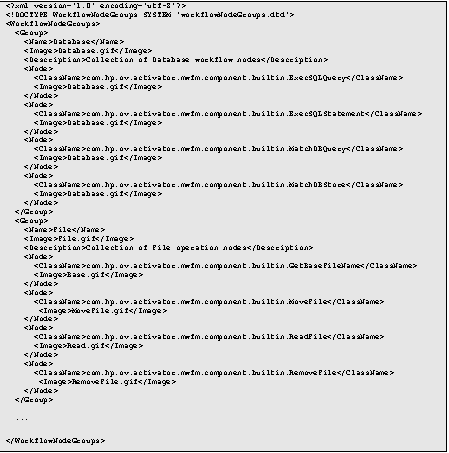 <?xml version="1.0" encoding="utf-8"?>
<!DOCTYPE WorkflowNodeGroups SYSTEM 'workflowNodeGroups.dtd'>
<WorkflowNodeGroups>
<Group>
<Name>Database</Name>
<Image>Database.gif</Image>
<Description>Collection of Database workflow nodes</Description>
<Node>
<ClassName>com.hp.ov.activator.mwfm.component.builtin.ExecSQLQuery</ClassName>
<Image>Database.gif</Image>
</Node>
<Node>
<ClassName>com.hp.ov.activator.mwfm.component.builtin.ExecSQLStatement</ClassName>
<Image>Database.gif</Image>
</Node>
<Node>
<ClassName>com.hp.ov.activator.mwfm.component.builtin.MatchDBQuery</ClassName>
<Image>Database.gif</Image>
</Node>
<Node>
<ClassName>com.hp.ov.activator.mwfm.component.builtin.MatchDBStore</ClassName>
<Image>Database.gif</Image>
</Node>
</Group>
<Group>
<Name>File</Name>
<Image>File.gif</Image>
<Description>Collection of File operation nodes</Description>
<Node>
<ClassName>com.hp.ov.activator.mwfm.component.builtin.GetBaseFileName</ClassName>
<Image>Base.gif</Image>
</Node>
<Node>
<ClassName>com.hp.ov.activator.mwfm.component.builtin.MoveFile</ClassName>
<Image>MoveFile.gif</Image>
</Node>
<Node>
<ClassName>com.hp.ov.activator.mwfm.component.builtin.ReadFile</ClassName>
<Image>Read.gif</Image>
</Node>
<Node>
<ClassName>com.hp.ov.activator.mwfm.component.builtin.RemoveFile</ClassName>
<Image>RemoveFile.gif</Image>
</Node>
</Group>
...
</WorkflowNodeGroups>